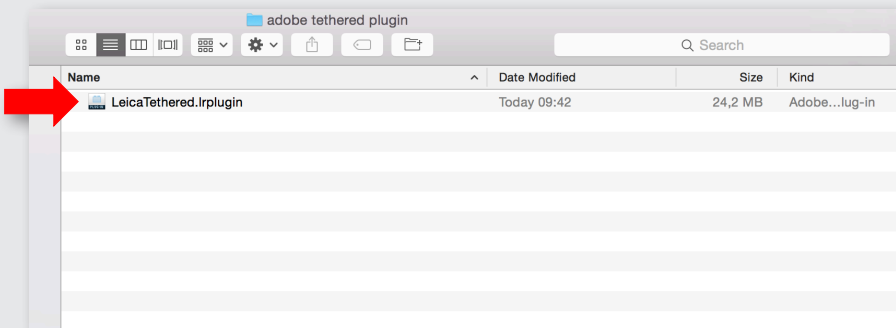 adobe tethered plugin
Search
Name Date Modified Size Kind
LeicaTethered.lrplugin Today 09:42 24,2 MB Adobe...lug-in